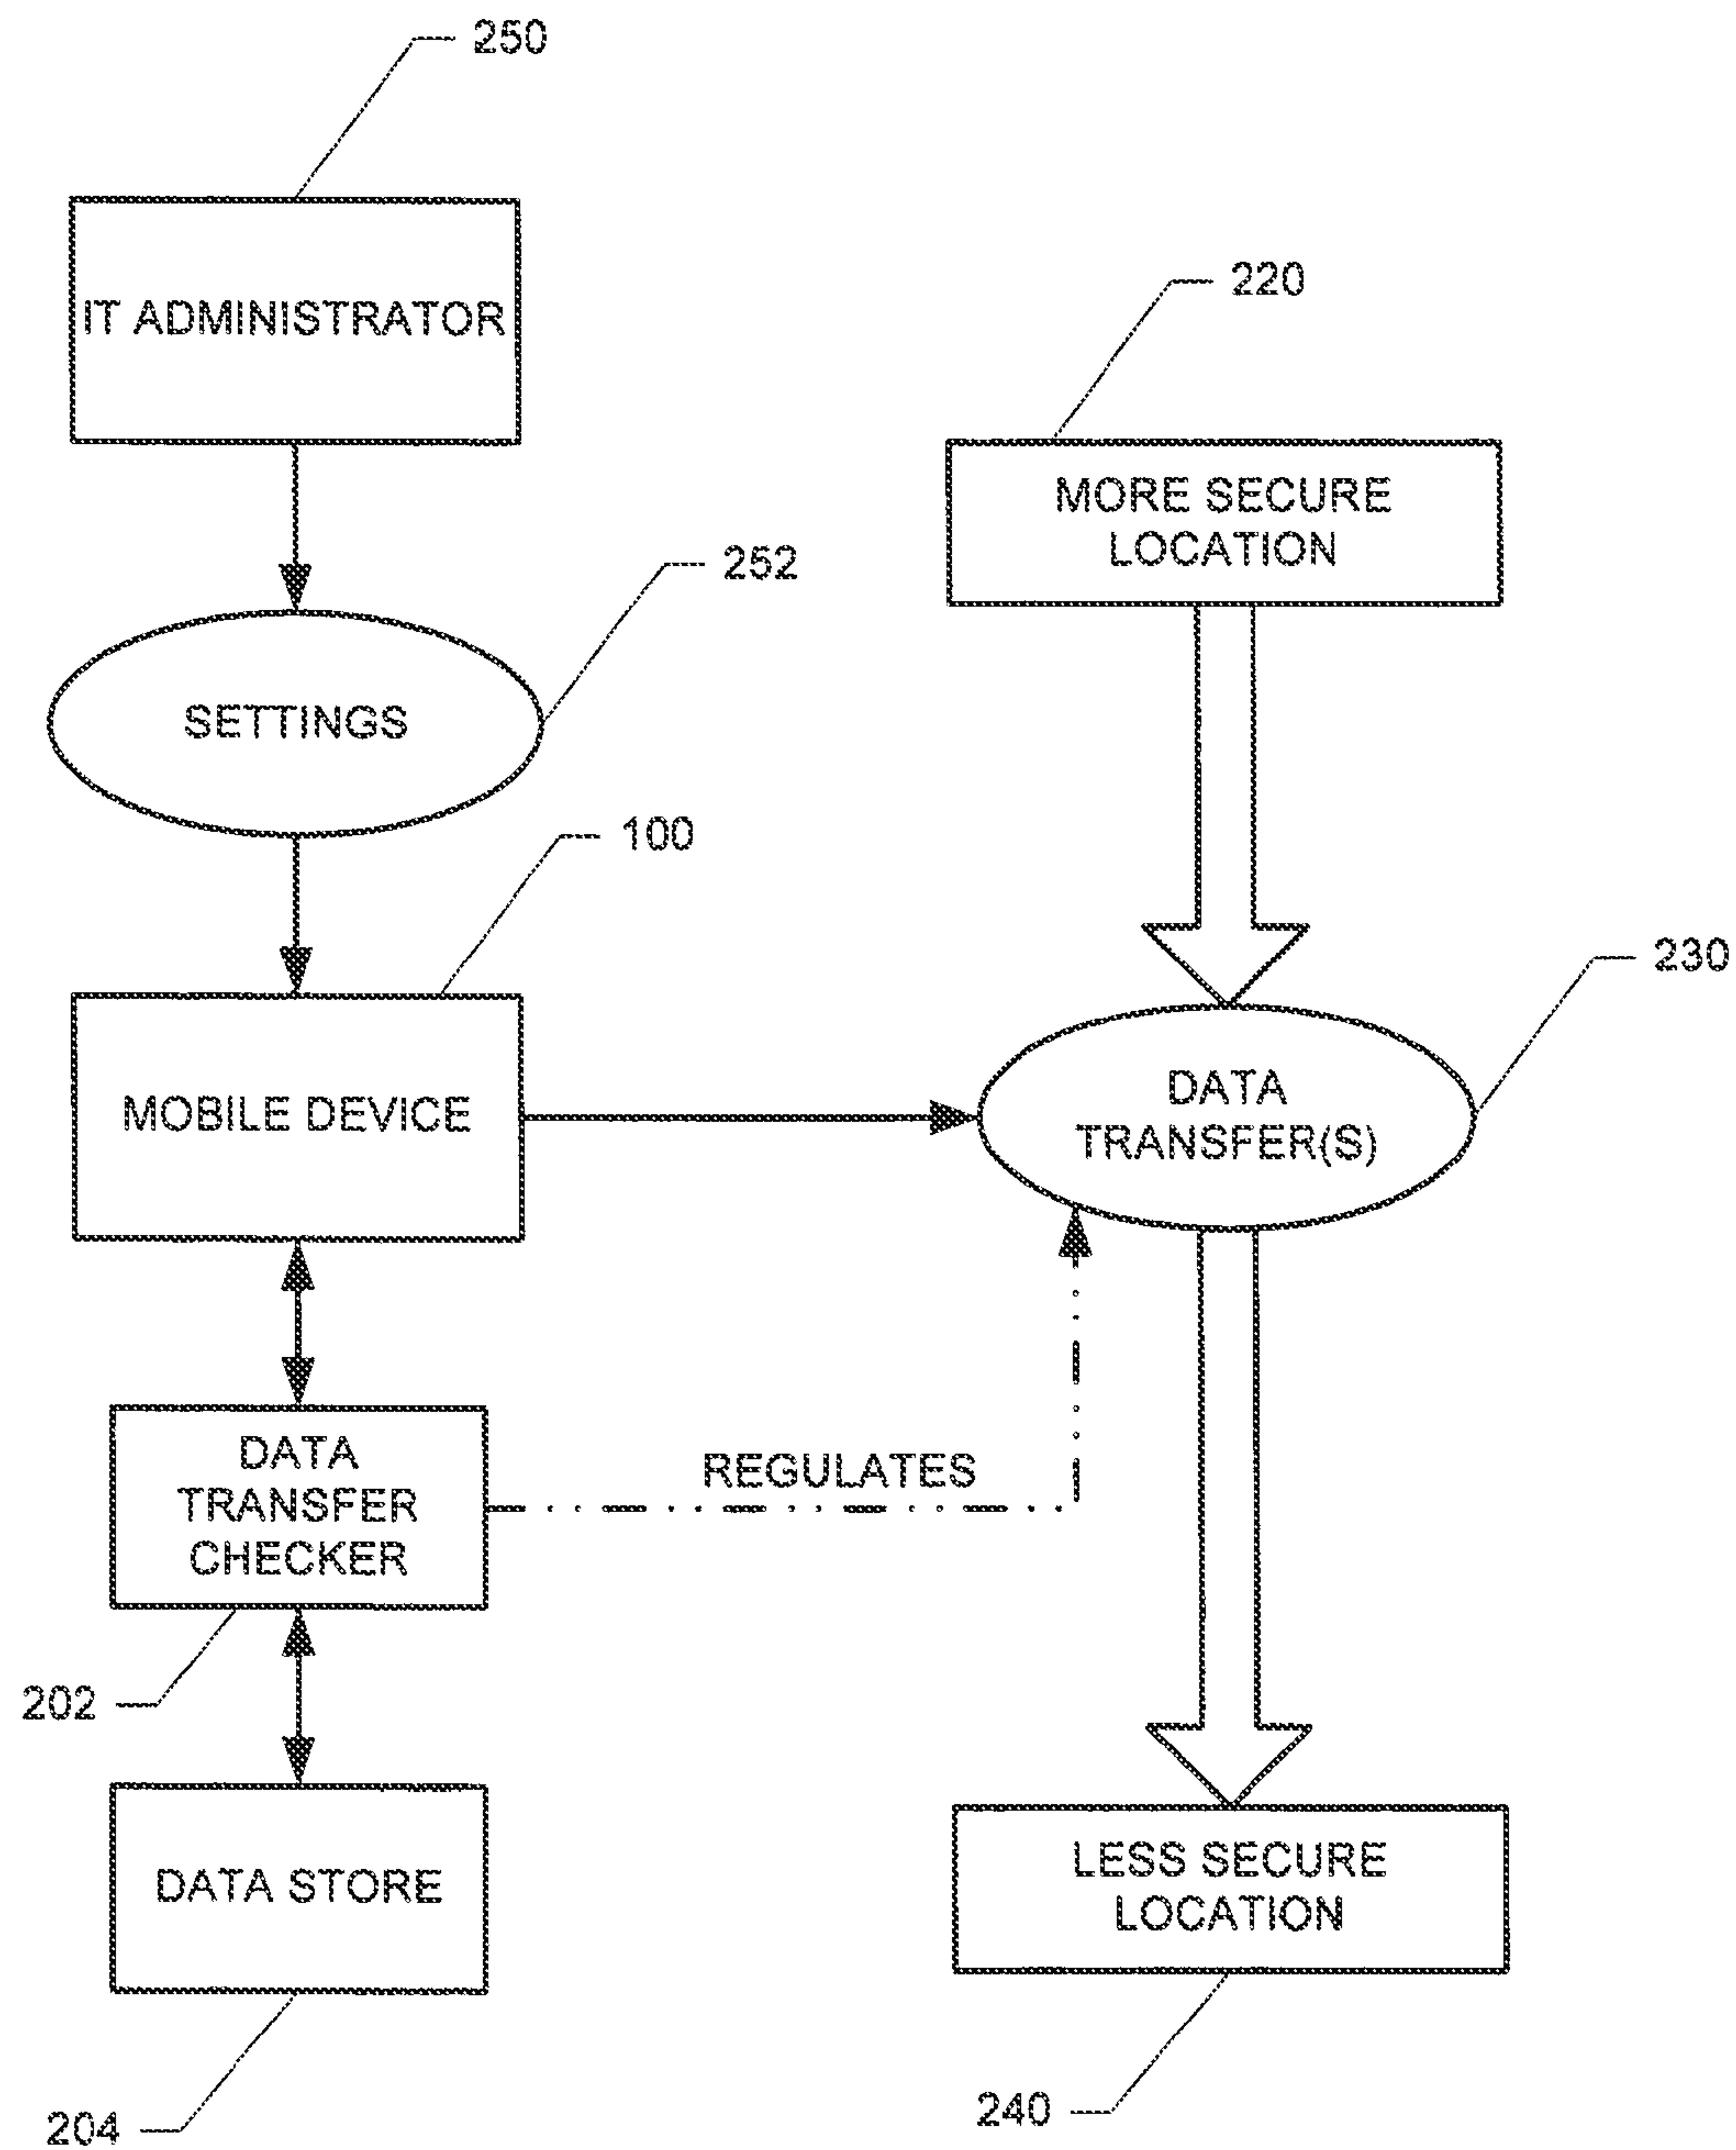 250
IT ADMINISTRATOR
220
MORE SECURE
LOCATION
252
SETTINGS
100
230
MOBILE DEVICE
DATA
TRANSFER(S)
DATA
TRANSFER
CHECKER
REGULATES
202
DATA STORE
LESS SECURE
LOCATION
204
240